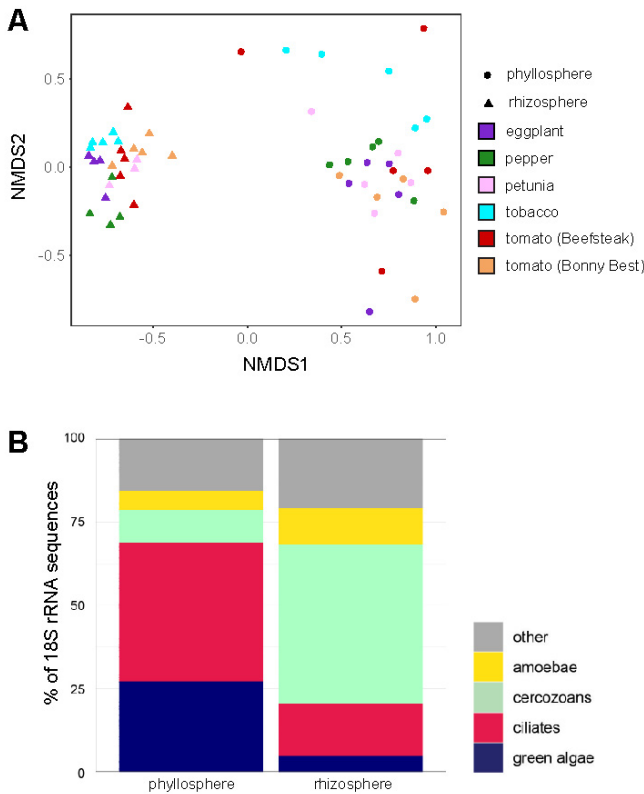 A
NMDS2
0.5
0.0
-0.5
-0.5
0.0
0.5
1.0
NMDS1
phyllosphere
rhizosphere
eggplant
pepper
petunia
tobacco
tomato (Beefsteak)
tomato (Bonny Best)
B
% of 18S rRNA sequences
100
75
50
25
0
phyllosphere
rhizosphere
other
amoebae
cercozoans
ciliates
green algae